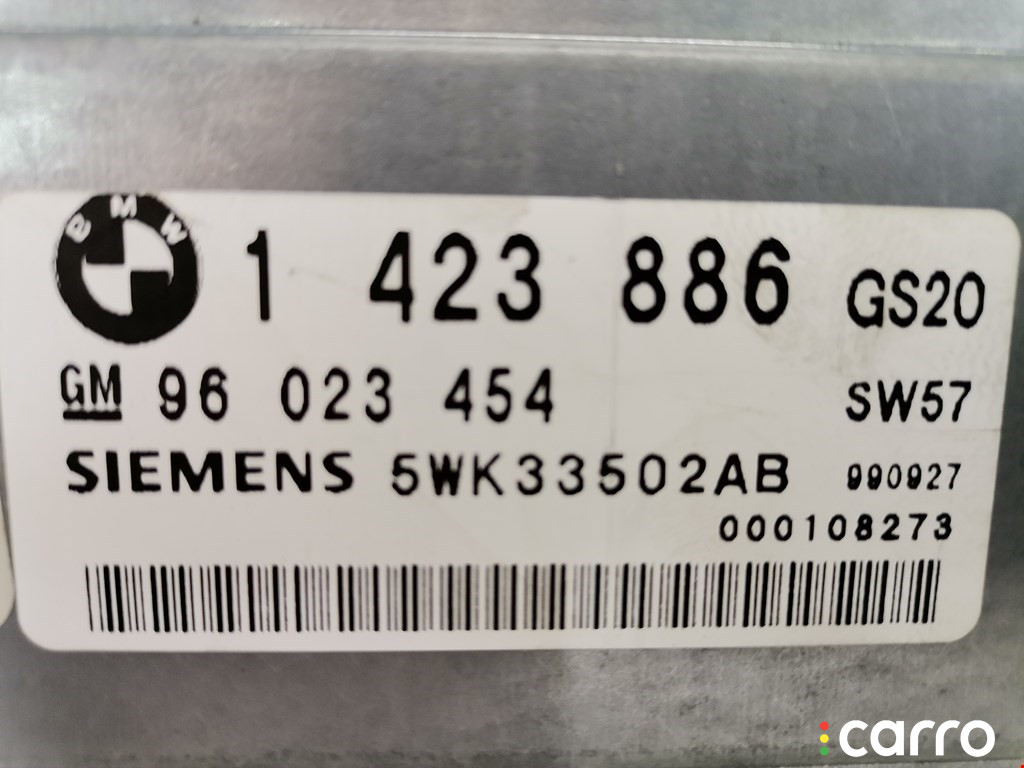 BMW
1 423 886 GS20
GM 96 023 454 SW57
SIEMENS 5WK33502AB 990927
000108273
carro